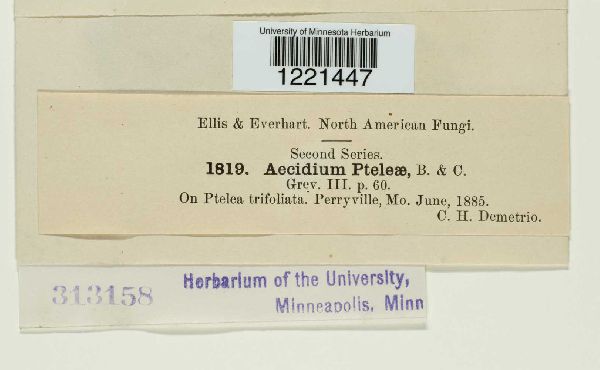 University of Minnesota Herbarium
1221447
Ellis & Everhart. North American Fungi.
Second Series.
1819. Aecidium Pteleæ, B. & C.
Grev. III. p. 60.
On Ptelea trifoliata. Perryville, Mo. June, 1885.
C. H. Demetrio.
313158
Herbarium of the University,
Minneapolis, Minn